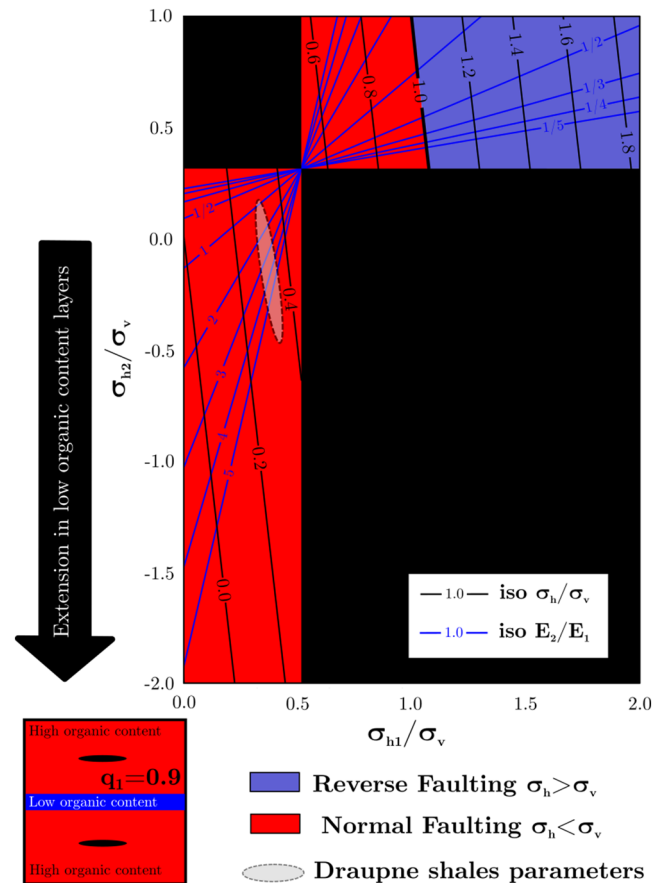 1.0
0.5
0.0
-0.5
-1.0
-1.5
-2.0
σh2/σv
0.6
0.8
1.0
1.2
1.4
1.6
1.8
1/2
1/3
1/4
1/5
1/2
1
2
3
4
5
0.4
0.2
0.0
1.0 iso σh/σv
1.0 iso E2/E1
0.0 0.5 1.0 1.5 2.0
σh1/σv
Extension in low organic content layers
High organic content
q1=0.9
Low organic content
High organic content
Reverse Faulting σh>σv
Normal Faulting σh<σv
Draupne shales parameters